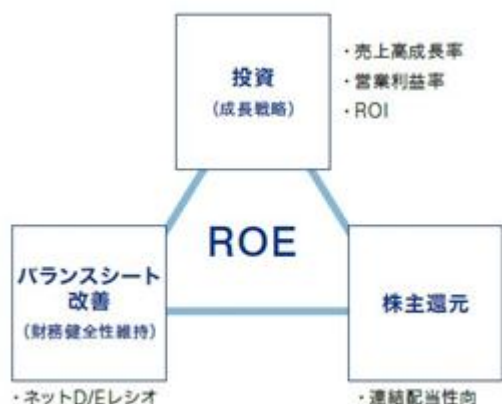 投資
（成長戦略）
・売上高成長率
・営業利益率
・ROI
ROE
バランスシート
改善
（財務健全性維持）
・ネットD/Eレシオ
株主還元
・連結配当性向